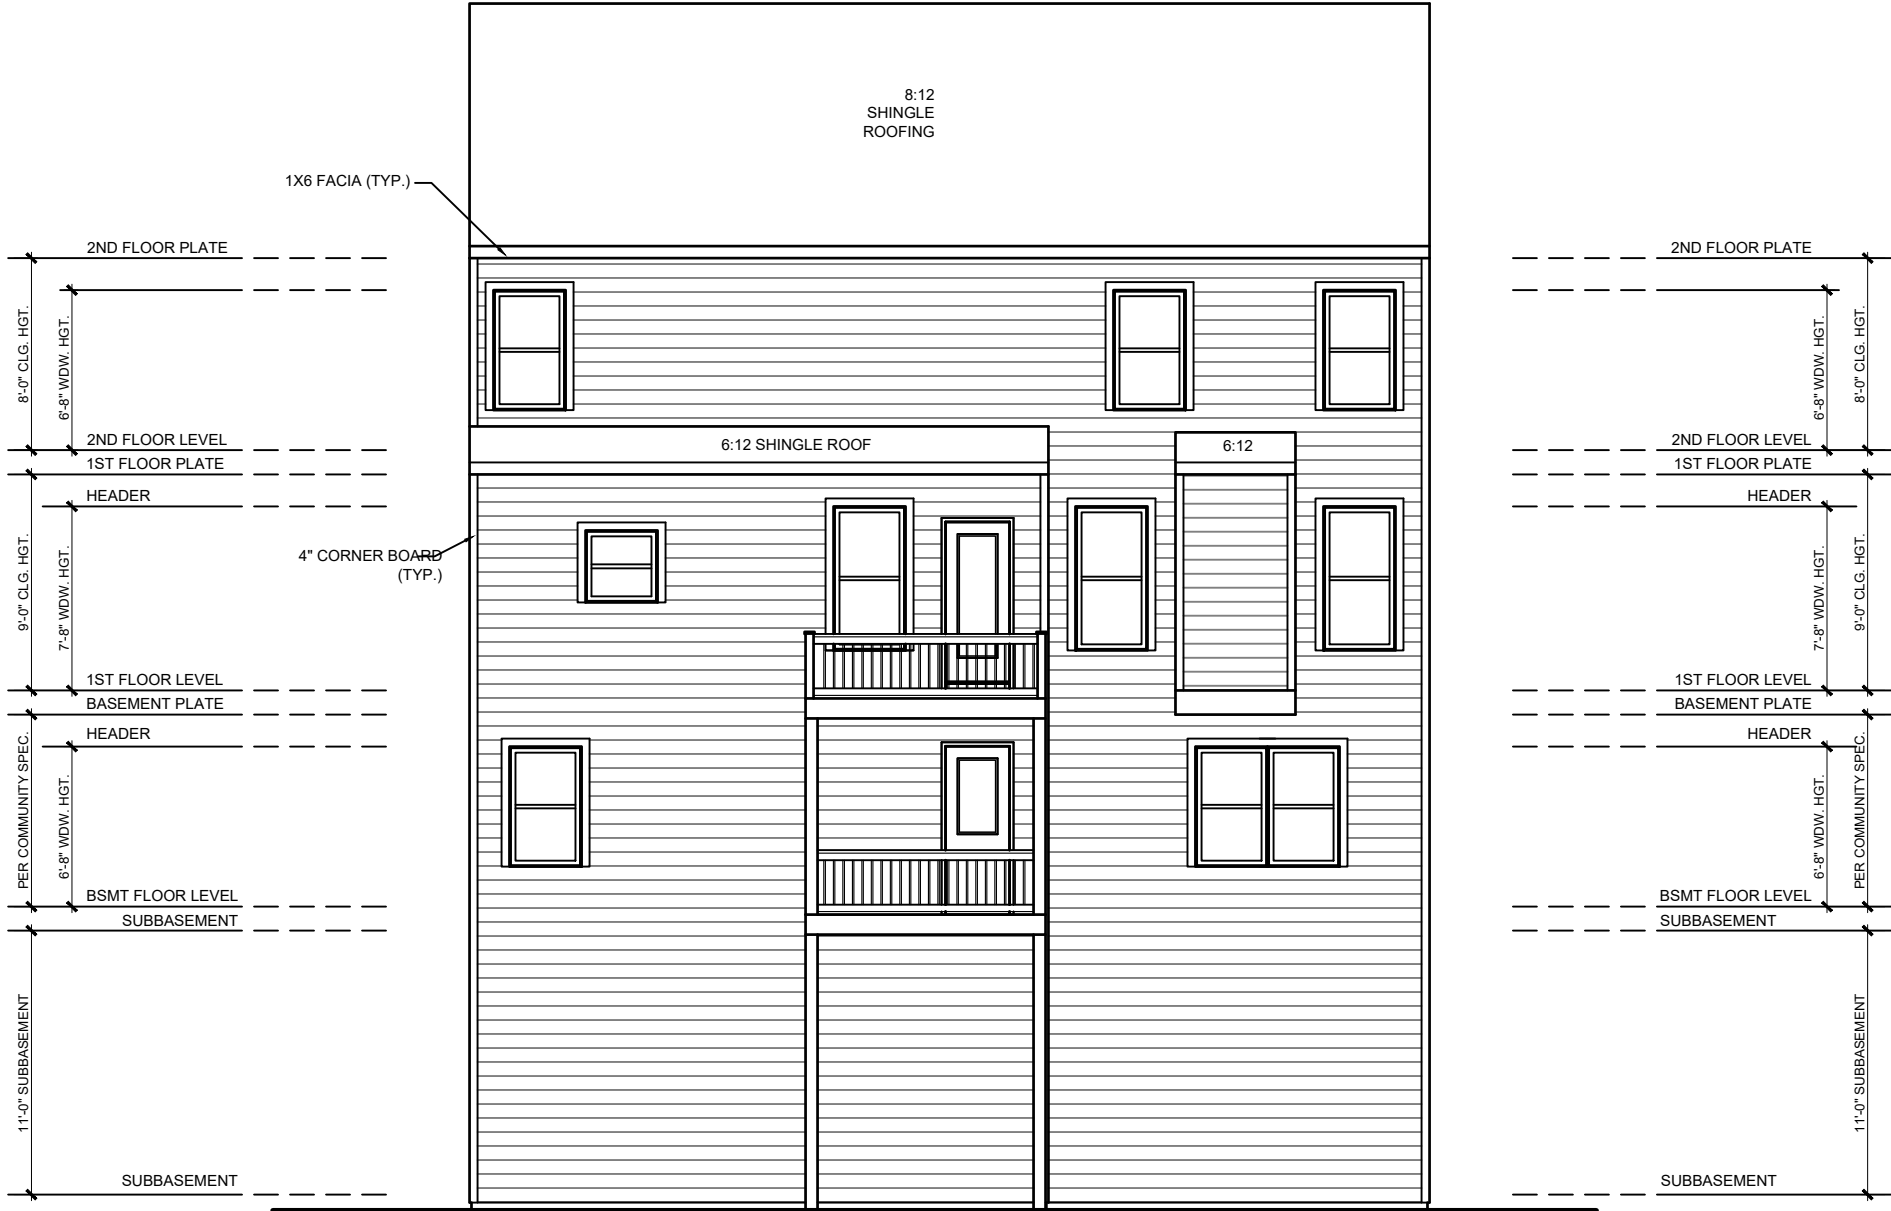 8:12
SHINGLE
ROOFING
1X6 FACIA (TYP.)
2ND FLOOR PLATE
8'-0" CLG. HGT.
6'-8" WDW. HGT.
2ND FLOOR LEVEL
1ST FLOOR PLATE
HEADER
9'-0" CLG. HGT.
7'-8" WDW. HGT.
4" CORNER BOARD
(TYP.)
1ST FLOOR LEVEL
BASEMENT PLATE
HEADER
PER COMMUNITY SPEC.
6'-8" WDW. HGT.
BSMT FLOOR LEVEL
SUBBASEMENT
11'-0" SUBBASEMENT
SUBBASEMENT
6:12 SHINGLE ROOF
6:12
2ND FLOOR PLATE
6'-8" WDW. HGT.
8'-0" CLG. HGT.
2ND FLOOR LEVEL
1ST FLOOR PLATE
HEADER
7'-8" WDW. HGT.
9'-0" CLG. HGT.
1ST FLOOR LEVEL
BASEMENT PLATE
HEADER
6'-8" WDW. HGT.
PER COMMUNITY SPEC.
BSMT FLOOR LEVEL
SUBBASEMENT
11'-0" SUBBASEMENT
SUBBASEMENT